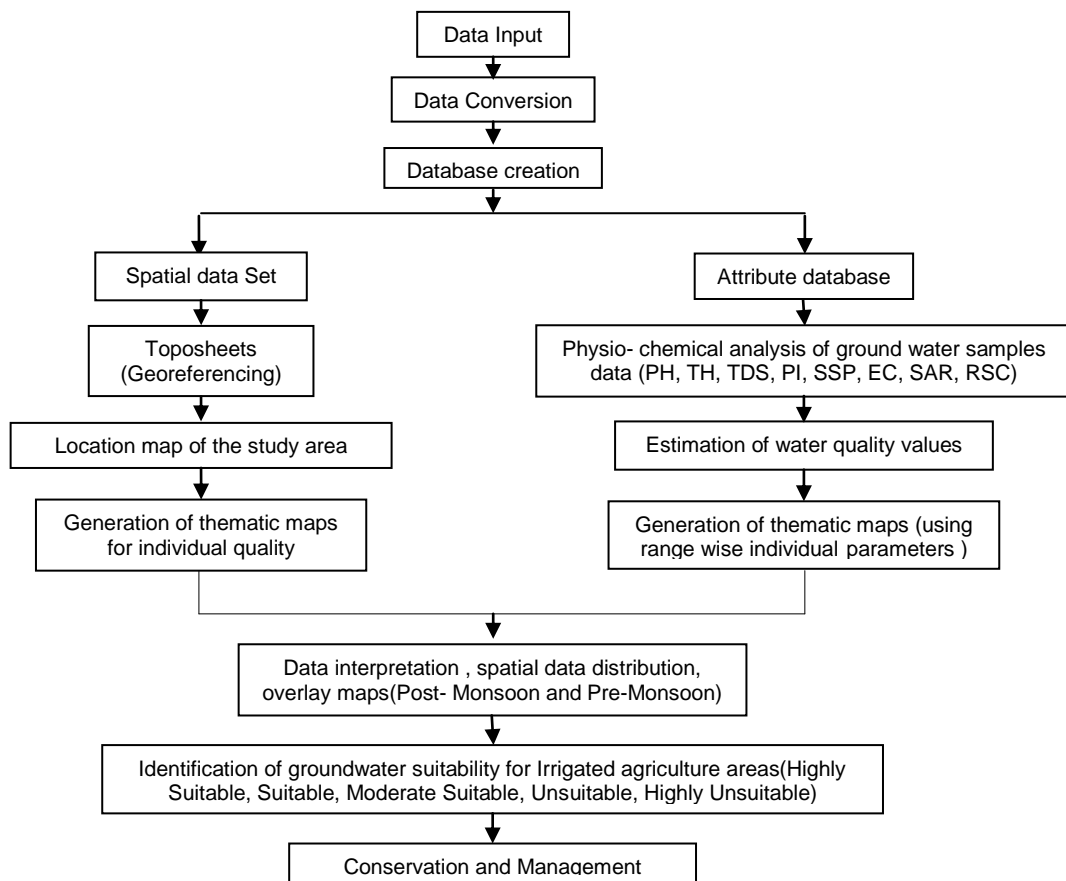 Data Input
Data Conversion
Database creation
Spatial data Set
Attribute database
Toposheets
(Georeferencing)
Physio- chemical analysis of ground water samples
data (PH, TH, TDS, PI, SSP, EC, SAR, RSC)
Location map of the study area
Estimation of water quality values
Generation of thematic maps
for individual quality
Generation of thematic maps (using
range wise individual parameters )
Data interpretation , spatial data distribution,
overlay maps(Post- Monsoon and Pre-Monsoon)
Identification of groundwater suitability for Irrigated agriculture areas(Highly
Suitable, Suitable, Moderate Suitable, Unsuitable, Highly Unsuitable)
Conservation and Management